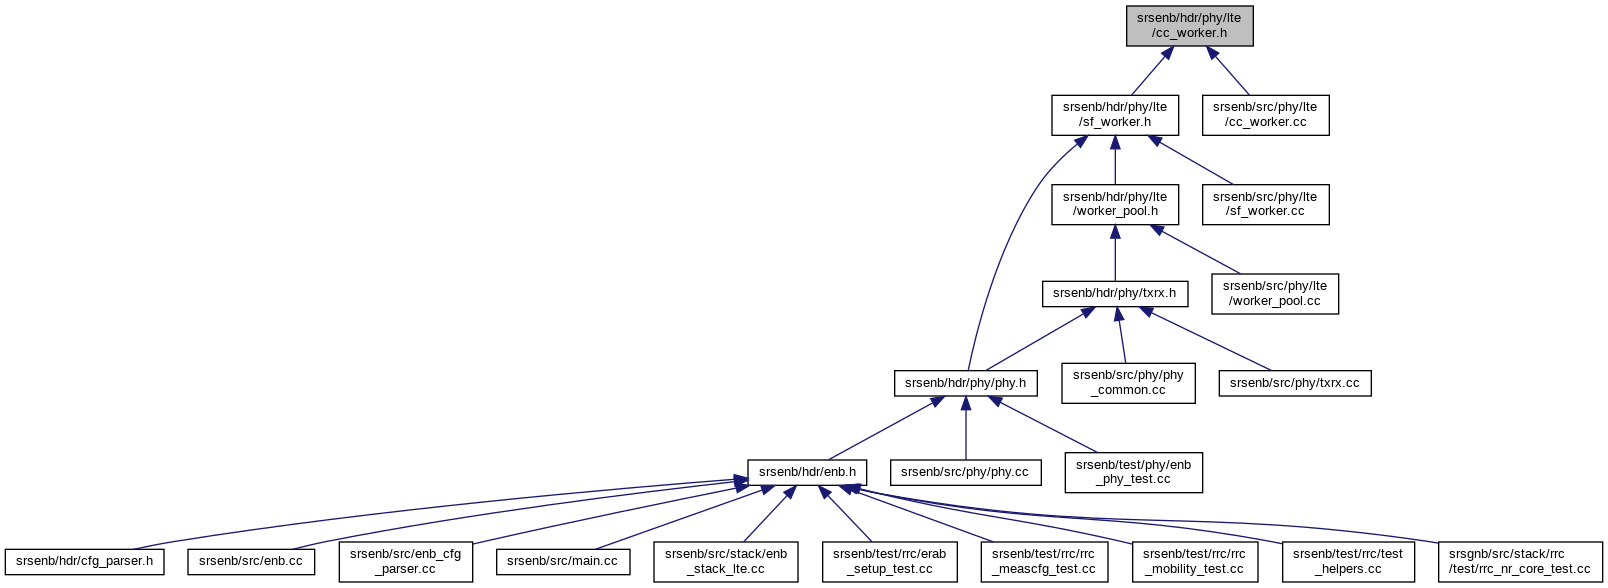 srsenb/hdr/phy/lte
/cc_worker.h
srsenb/hdr/phy/lte
/sf_worker.h
srsenb/src/phy/lte
/cc_worker.cc
srsenb/hdr/phy/lte
/worker_pool.h
srsenb/src/phy/lte
/sf_worker.cc
srsenb/hdr/phy/txrx.h
srsenb/src/phy/lte
/worker_pool.cc
srsenb/hdr/phy/phy.h
srsenb/src/phy/phy
_common.cc
srsenb/src/phy/txrx.cc
srsenb/hdr/enb.h
srsenb/src/phy/phy.cc
srsenb/test/phy/enb
_phy_test.cc
srsenb/hdr/cfg_parser.h
srsenb/src/enb.cc
srsenb/src/enb_cfg
_parser.cc
srsenb/src/main.cc
srsenb/src/stack/enb
_stack_lte.cc
srsenb/test/rrc/erab
_setup_test.cc
srsenb/test/rrc/rrc
_meascfg_test.cc
srsenb/test/rrc/rrc
_mobility_test.cc
srsenb/test/rrc/test
_helpers.cc
srsgnb/src/stack/rrc
/test/rrc_nr_core_test.cc